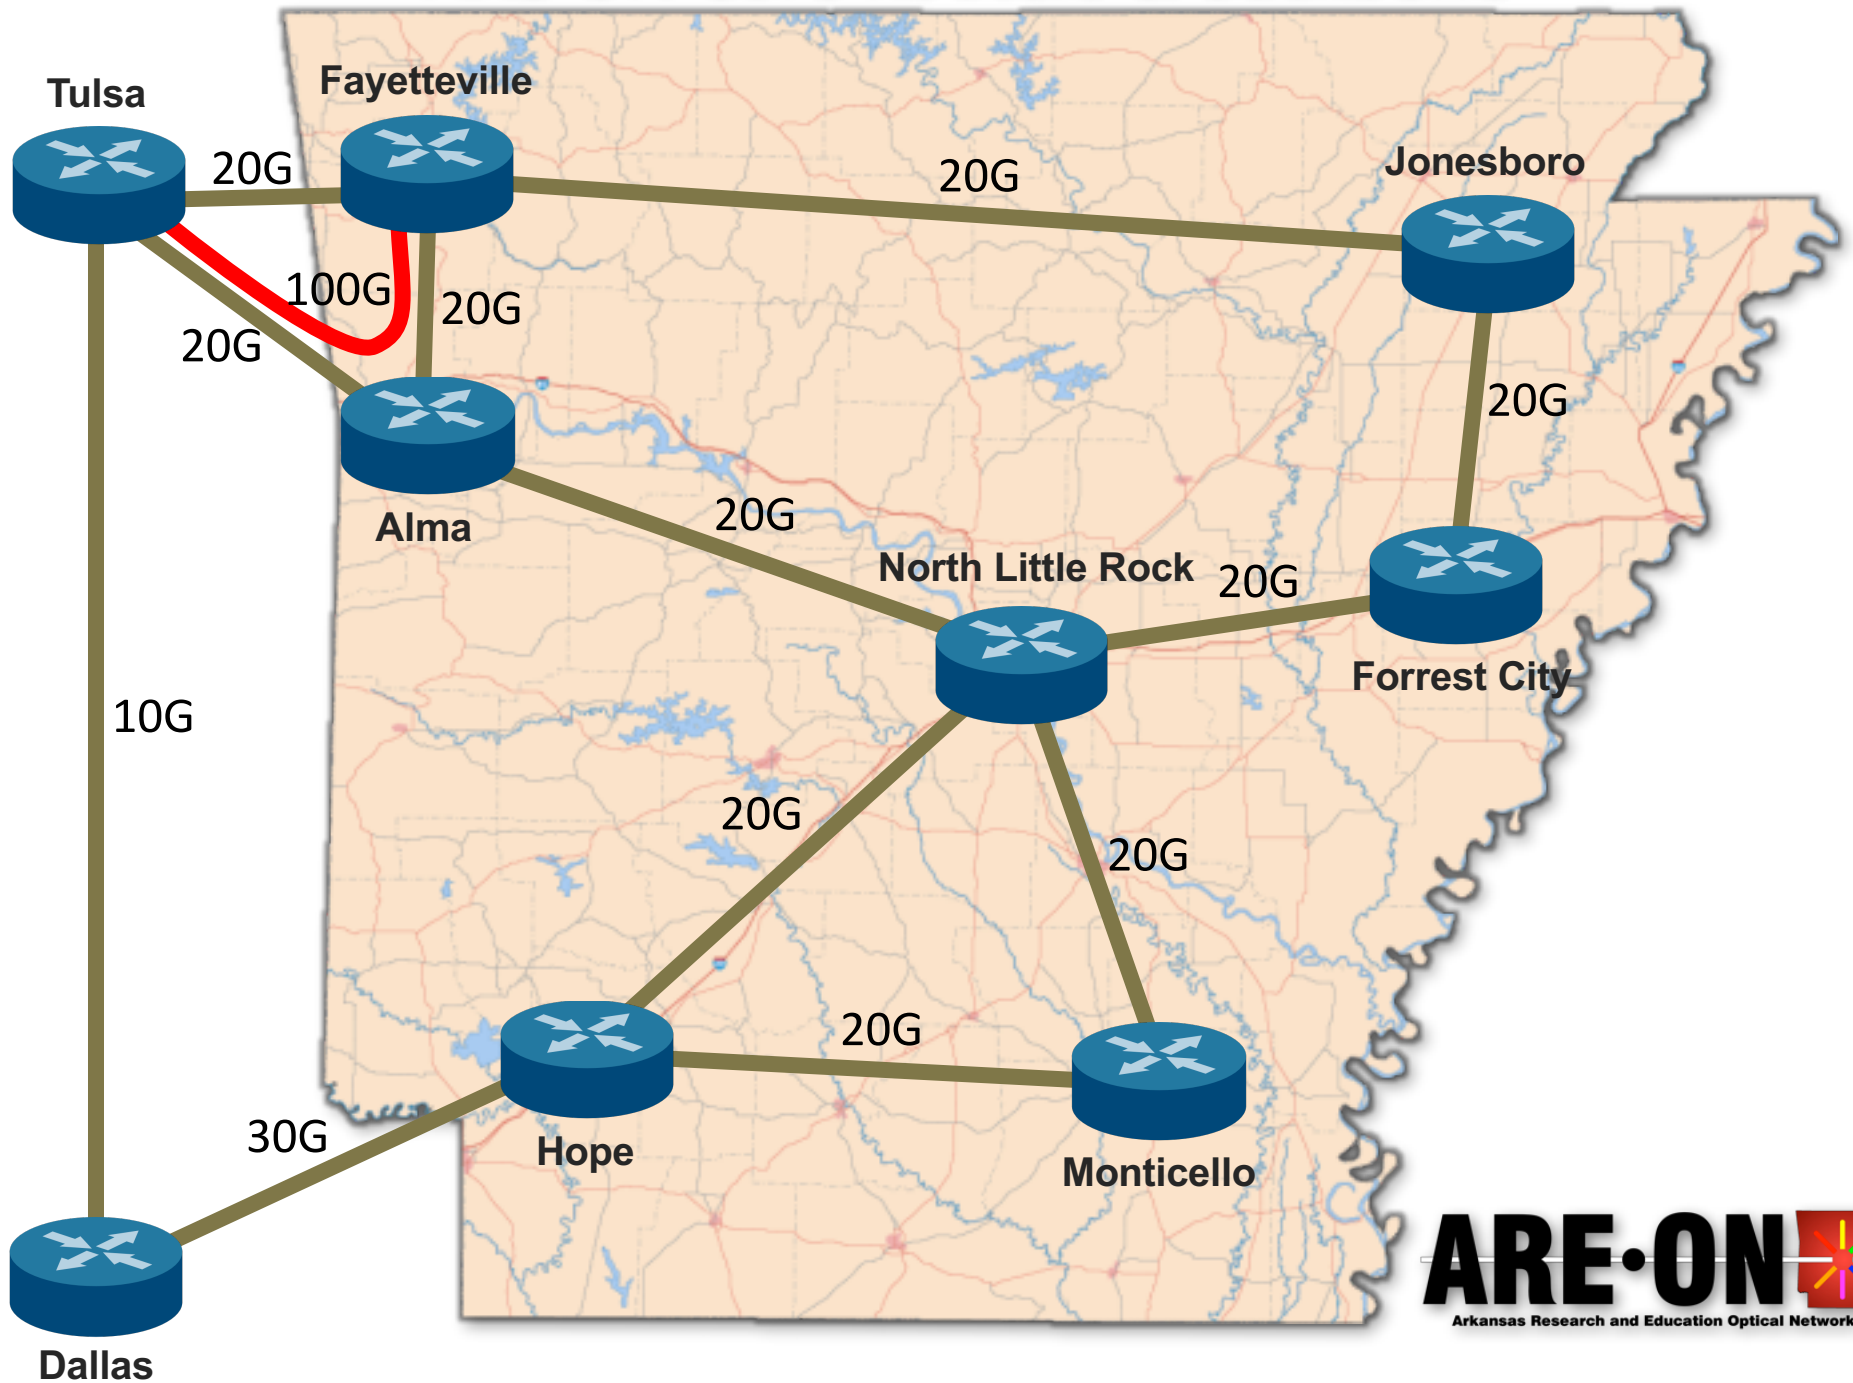 Tulsa
Fayetteville
20G
20G
Jonesboro
100G
20G
20G
20G
Alma
20G
North Little Rock
20G
Forrest City
10G
20G
20G
20G
30G
Hope
Monticello
ARE•ON
Arkansas Research and Education Optical Network
Dallas